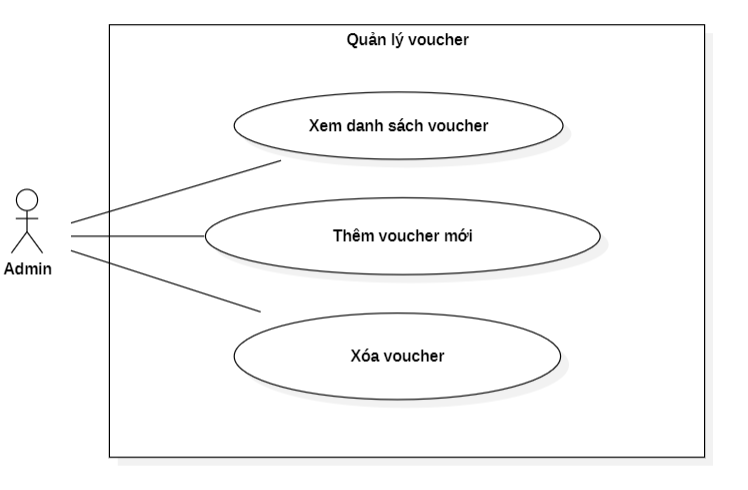 Quản lý voucher
Xem danh sách voucher
Thêm voucher mới
Admin
Xóa voucher